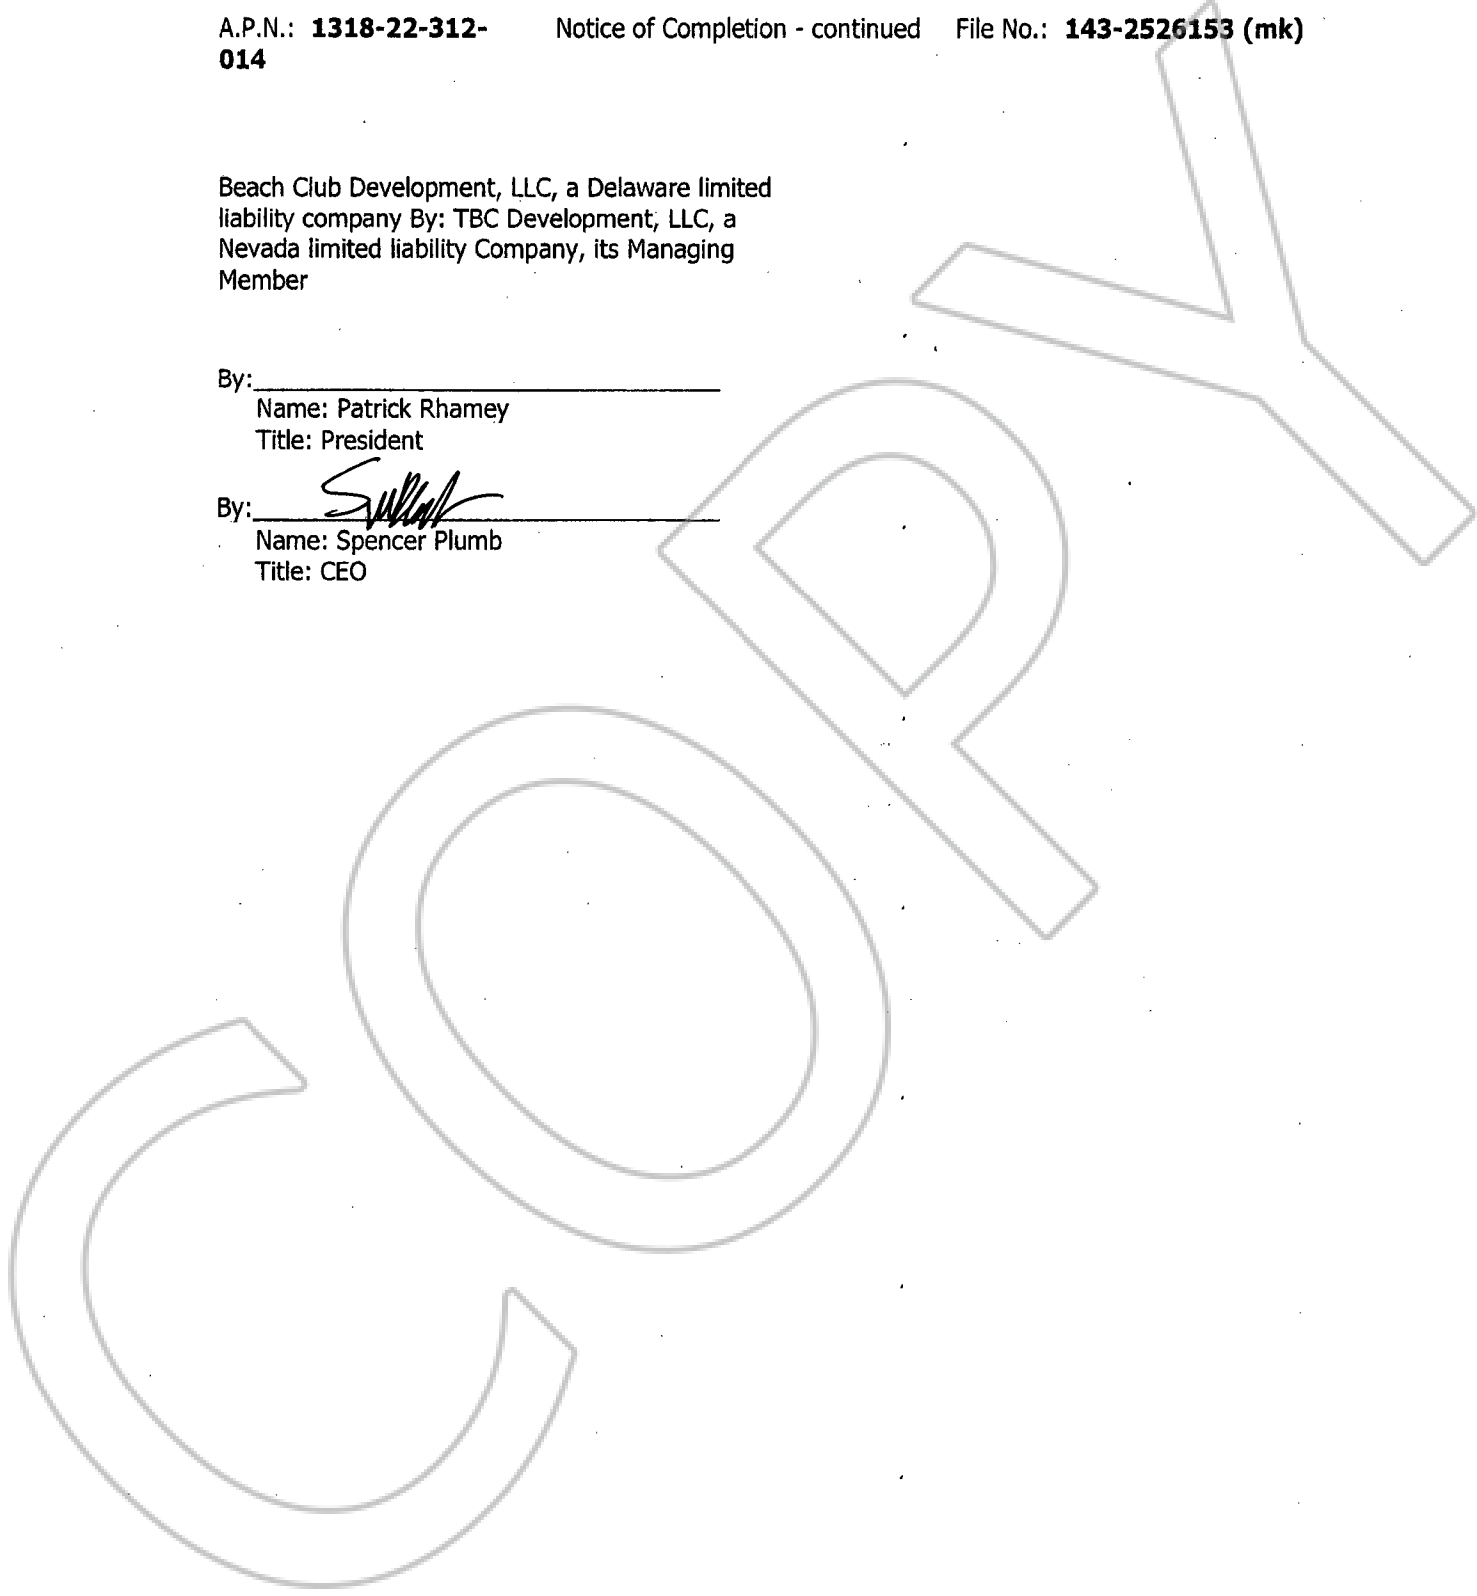 A.P.N.: 1318-22-312-014 Notice of Completion - continued File No.: 143-2526153 (mk)
Beach Club Development, LLC, a Delaware limited
liability company By: TBC Development, LLC, a
Nevada limited liability Company, its Managing
Member
By:
Name: Patrick Rhamey
Title: President
By:
Name: Spencer Plumb
Title: CEO
COPY